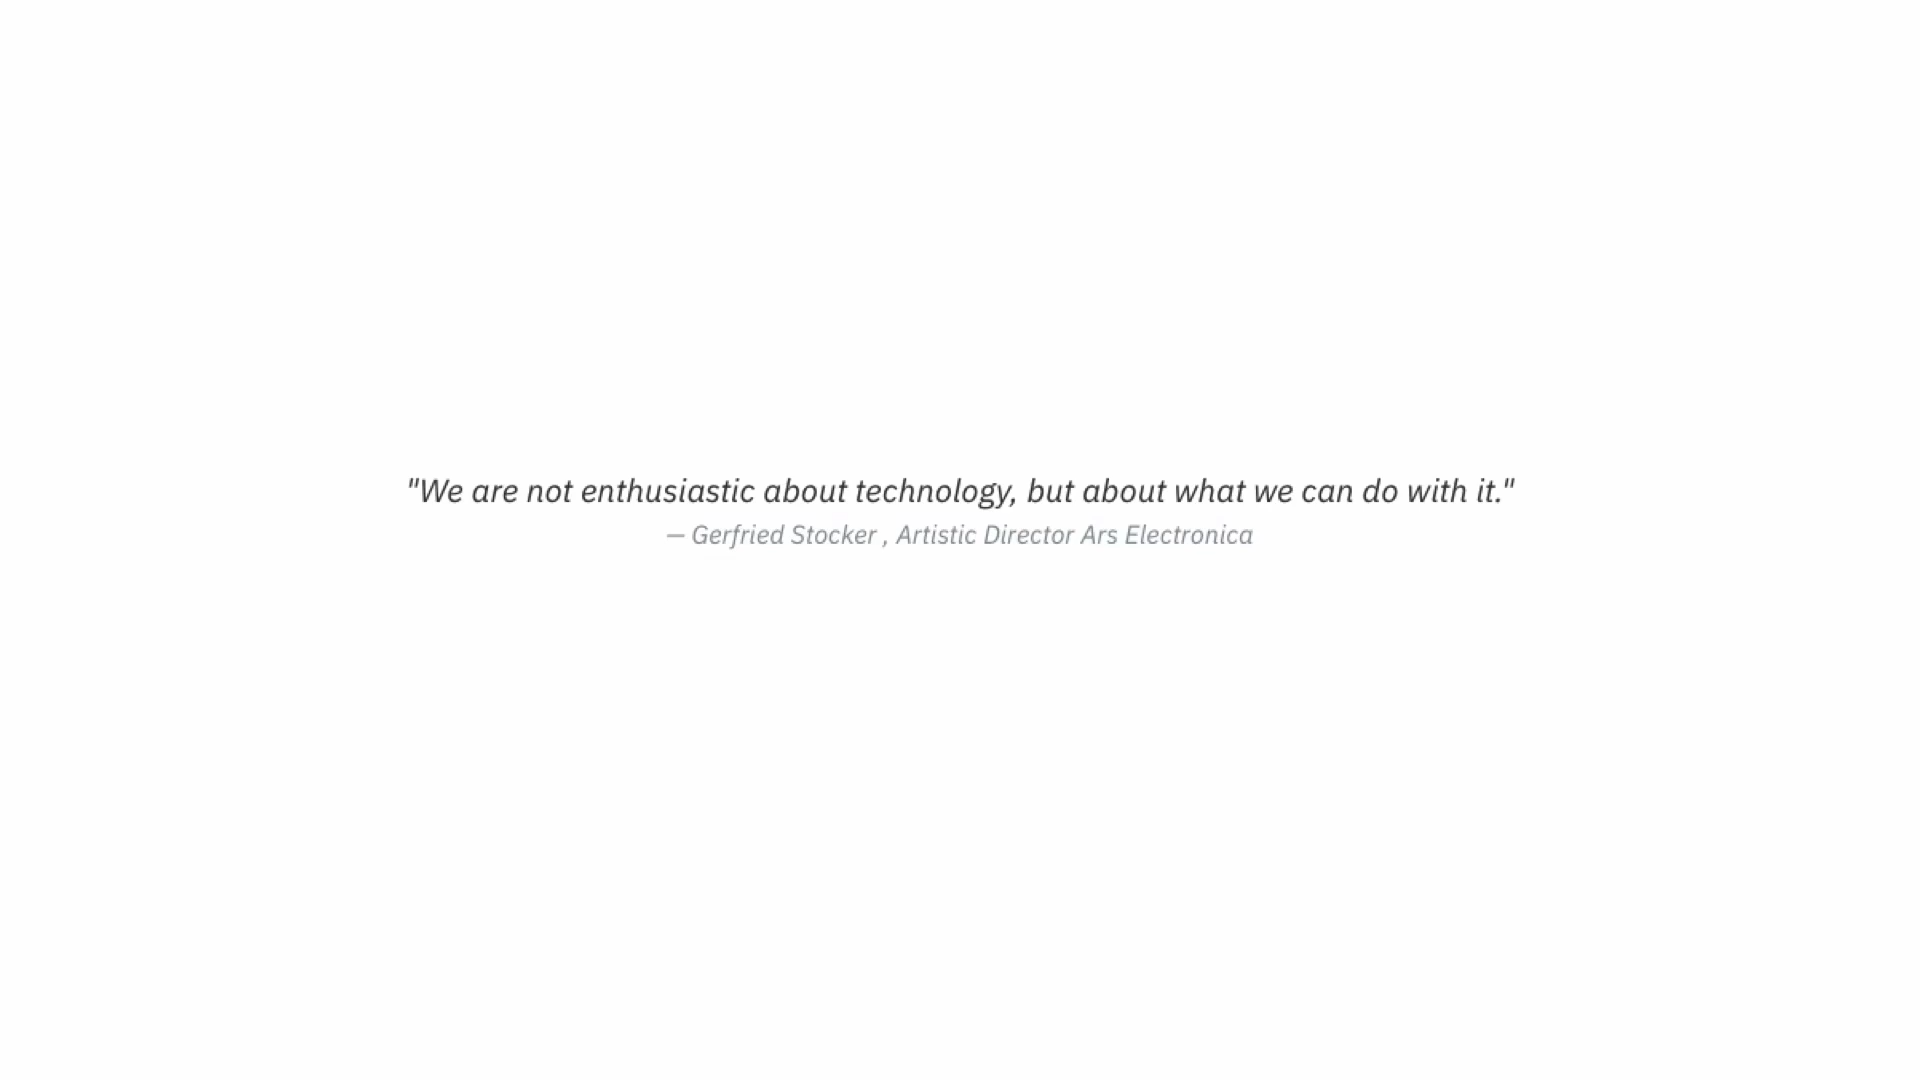 "We are not enthusiastic about technology, but about what we can do with it."
— Gerfried Stocker , Artistic Director Ars Electronica